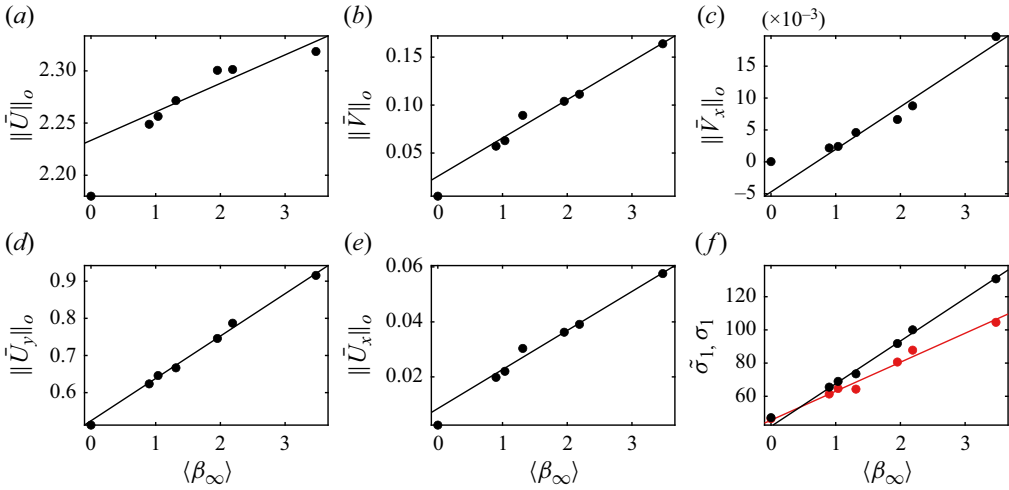 (a) (b) (c) (×10⁻³)
‖Ū‖ₒ
2.30
2.25
2.20
0 1 2 3
‖V̄‖ₒ
0.15
0.10
0.05
0 1 2 3
‖V̄ₓ‖ₒ
15
10
5
0
−5
0 1 2 3
(d) (e) (f)
‖Ū_y‖ₒ
0.9
0.8
0.7
0.6
0 1 2 3
⟨β∞⟩
‖Ūₓ‖ₒ
0.06
0.04
0.02
0 1 2 3
⟨β∞⟩
σ̃₁, σ₁
120
100
80
60
0 1 2 3
⟨β∞⟩